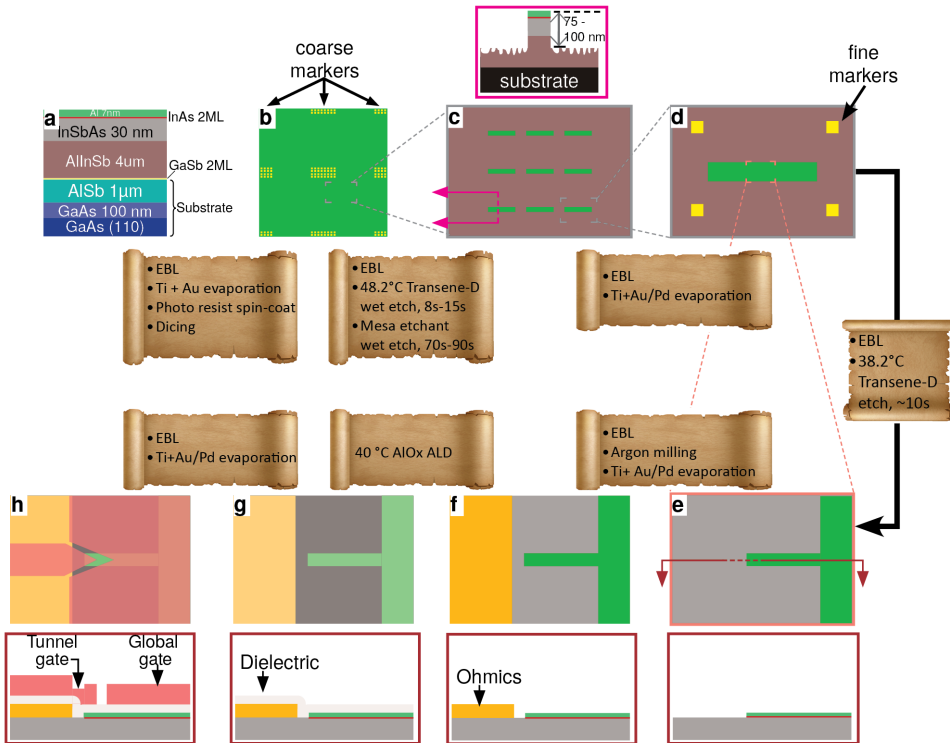 75 -
100 nm
substrate
coarse
markers
fine
markers
a
Al 7nm
InAs 2ML
InSbAs 30 nm
AlInSb 4um
GaSb 2ML
AlSb 1µm
GaAs 100 nm
GaAs (110)
Substrate
b
c
d
• EBL
• Ti + Au evaporation
• Photo resist spin-coat
• Dicing
• EBL
• 48.2°C Transene-D
wet etch, 8s-15s
• Mesa etchant
wet etch, 70s-90s
• EBL
• Ti+Au/Pd evaporation
• EBL
• 38.2°C
Transene-D
etch, ~10s
• EBL
• Ti+Au/Pd evaporation
40 °C AlOx ALD
• EBL
• Argon milling
• Ti+ Au/Pd evaporation
h
g
f
e
Tunnel
gate
Global
gate
Dielectric
Ohmics